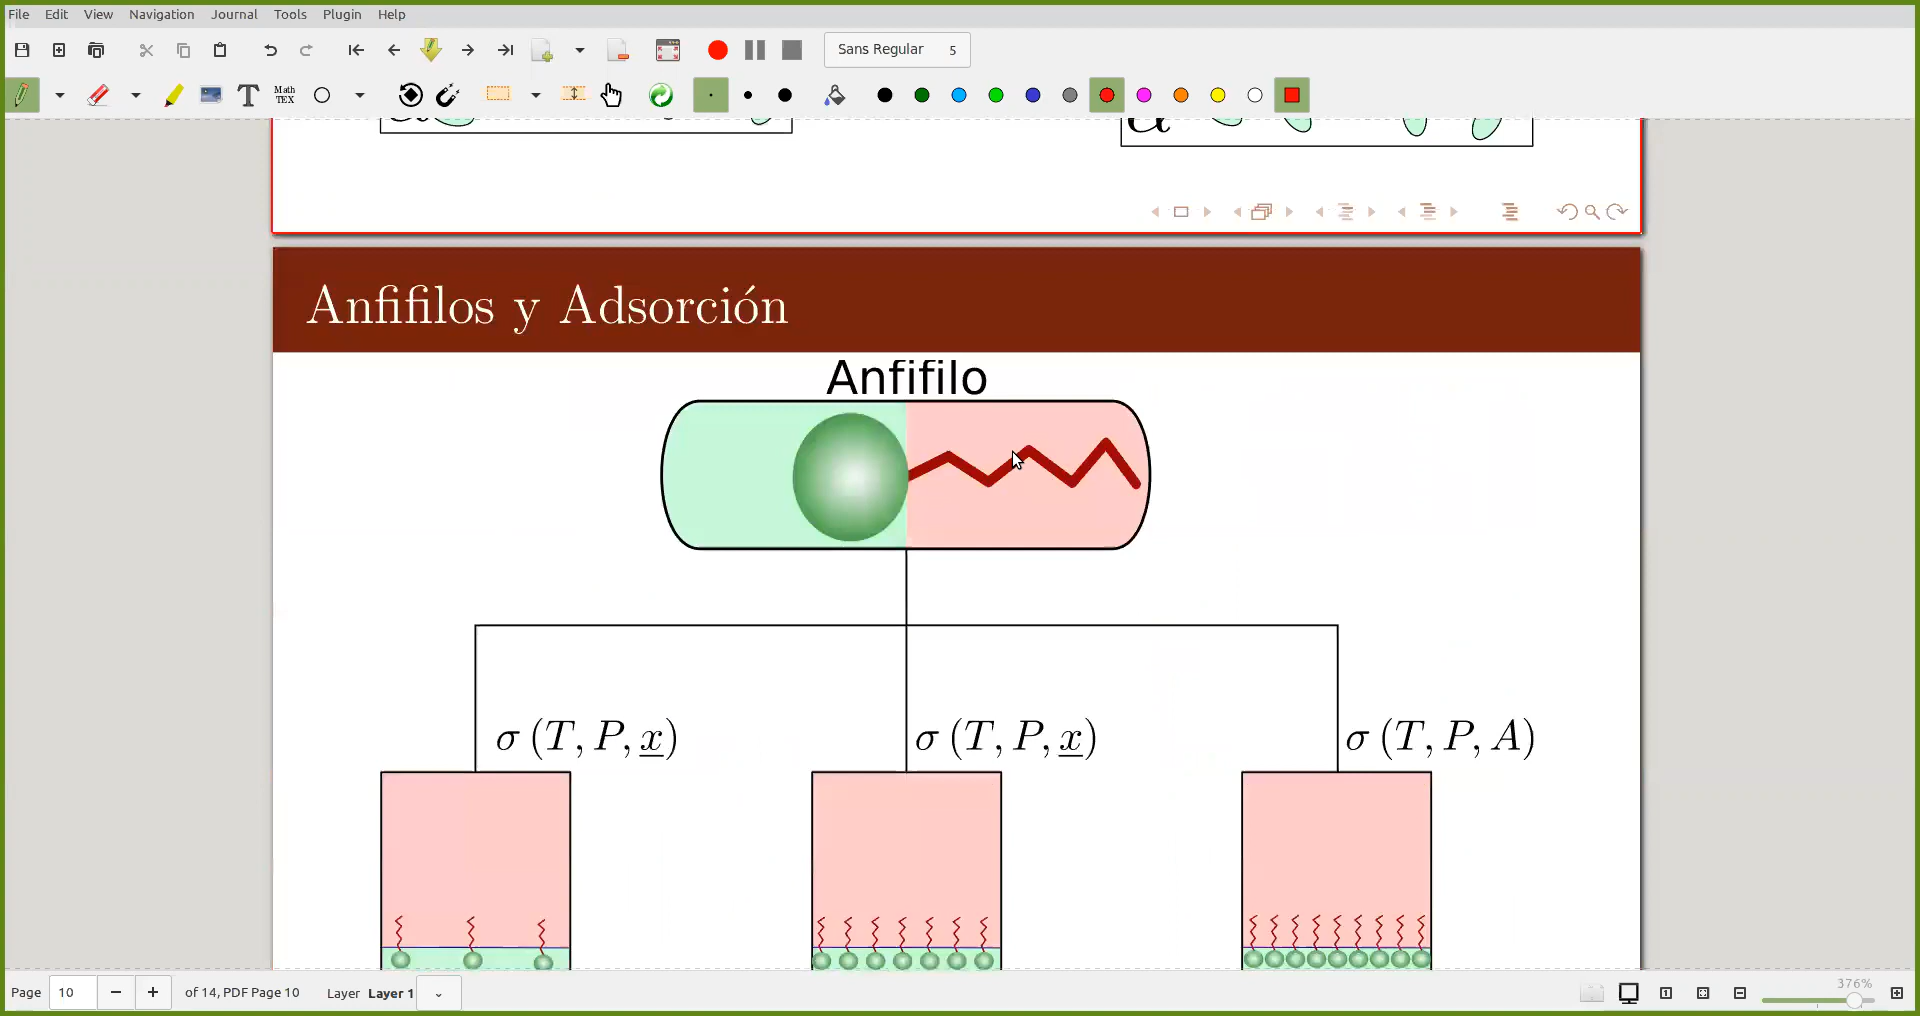 File Edit View Navigation Journal Tools Plugin Help
Sans Regular 5
T Math TEX
a
Anfifilos y Adsorción
Anfifilo
σ (T, P, x) σ (T, P, x) σ (T, P, A)
Page 10 of 14, PDF Page 10 Layer Layer 1 376%